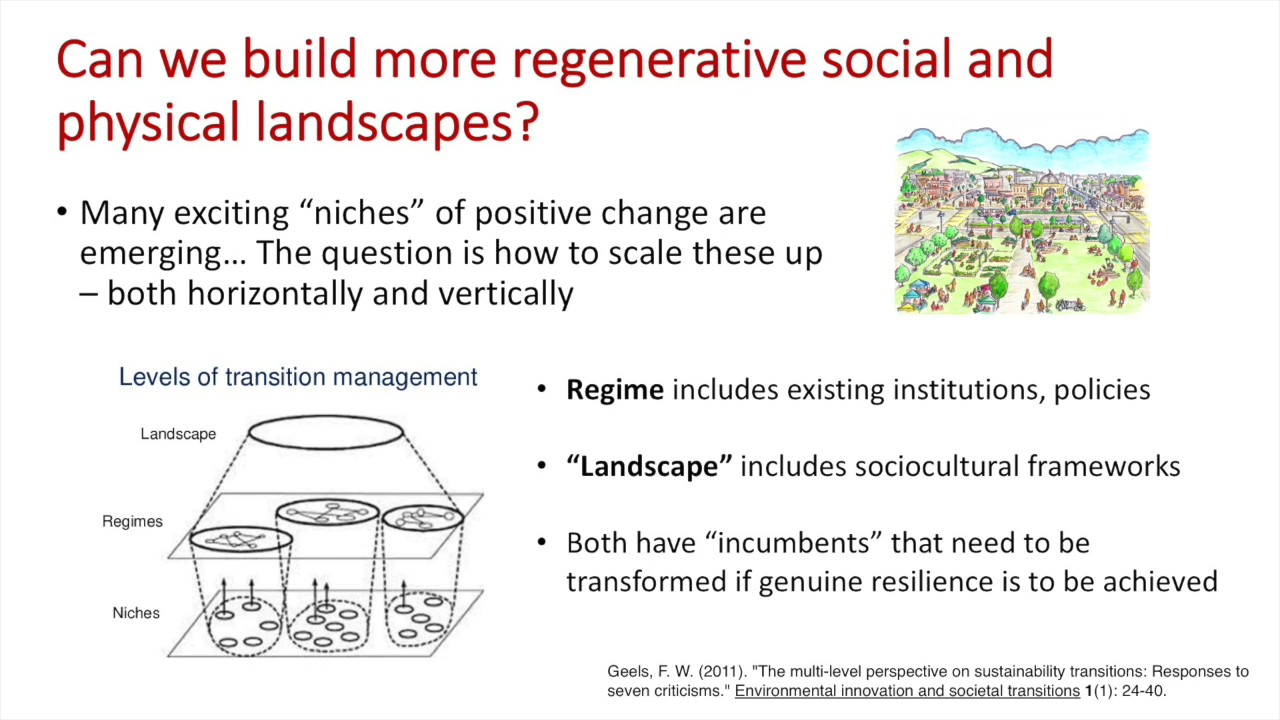 Can we build more regenerative social and
physical landscapes?
• Many exciting “niches” of positive change are
emerging... The question is how to scale these up
– both horizontally and vertically
Levels of transition management
Landscape
Regimes
Niches
• Regime includes existing institutions, policies
• “Landscape” includes sociocultural frameworks
• Both have “incumbents” that need to be
transformed if genuine resilience is to be achieved
Geels, F. W. (2011). "The multi-level perspective on sustainability transitions: Responses to
seven criticisms." Environmental innovation and societal transitions 1(1): 24-40.